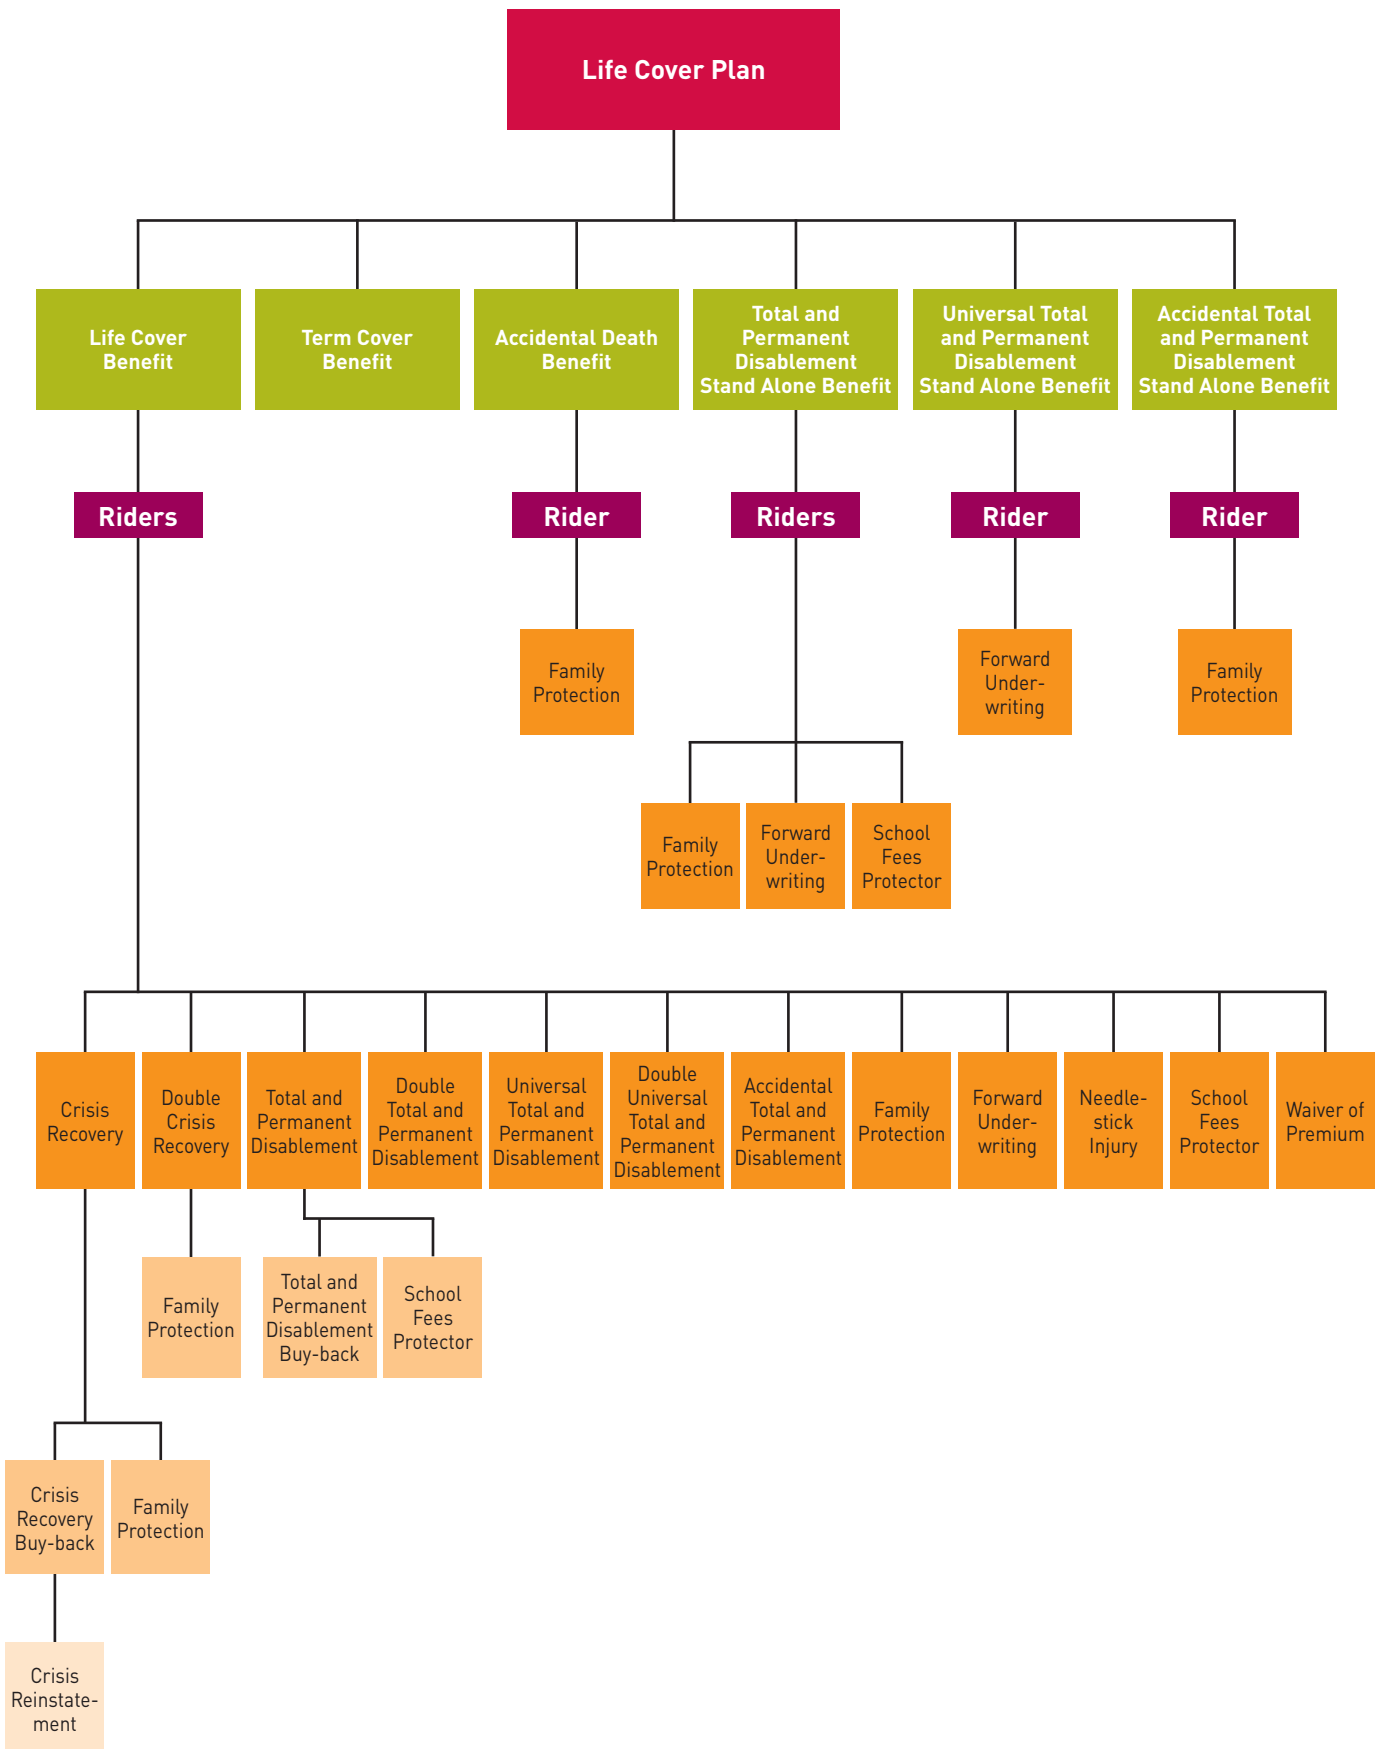 Life Cover Plan
Life Cover
Benefit
Term Cover
Benefit
Accidental Death
Benefit
Total and
Permanent
Disablement
Stand Alone Benefit
Universal Total
and Permanent
Disablement
Stand Alone Benefit
Accidental Total
and Permanent
Disablement
Stand Alone Benefit
Riders
Rider
Riders
Rider
Rider
Family
Protection
Forward
Under-
writing
Family
Protection
Family
Protection
Forward
Under-
writing
School
Fees
Protector
Crisis
Recovery
Double
Crisis
Recovery
Total and
Permanent
Disablement
Double
Total and
Permanent
Disablement
Universal
Total and
Permanent
Disablement
Double
Universal
Total and
Permanent
Disablement
Accidental
Total and
Permanent
Disablement
Family
Protection
Forward
Under-
writing
Needle-
stick
Injury
School
Fees
Protector
Waiver of
Premium
Family
Protection
Total and
Permanent
Disablement
Buy-back
School
Fees
Protector
Crisis
Recovery
Buy-back
Family
Protection
Crisis
Reinstate-
ment